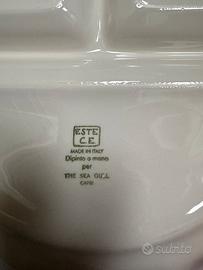 ESTE
C.E.
MADE IN ITALY
Dipinto a mano
per
THE SEA GULL
CAPRI
subito